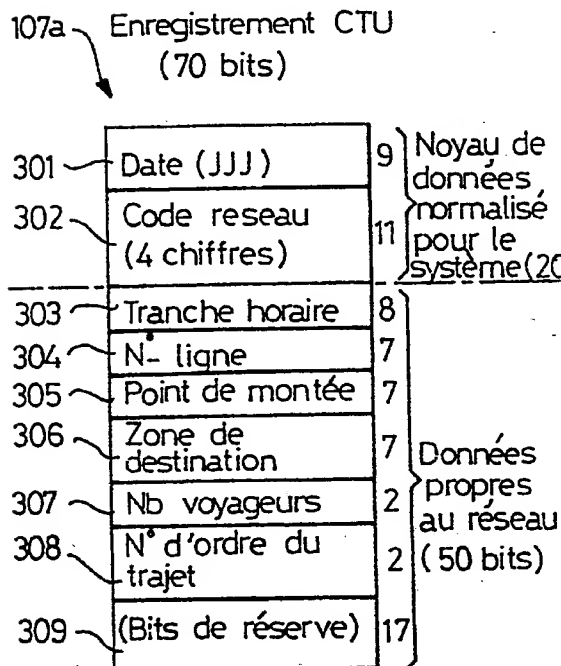 107a Enregistrement CTU
(70 bits)
301 Date (JJJ) 9
302 Code reseau
(4 chiffres) 11
Noyau de
données
normalisé
pour le
système (20
303 Tranche horaire 8
304 N° ligne 7
305 Point de montée 7
306 Zone de
destination 7
307 Nb voyageurs 2
308 N° d'ordre du
trajet 2
309 (Bits de réserve) 17
Données
propres
au réseau
(50 bits)